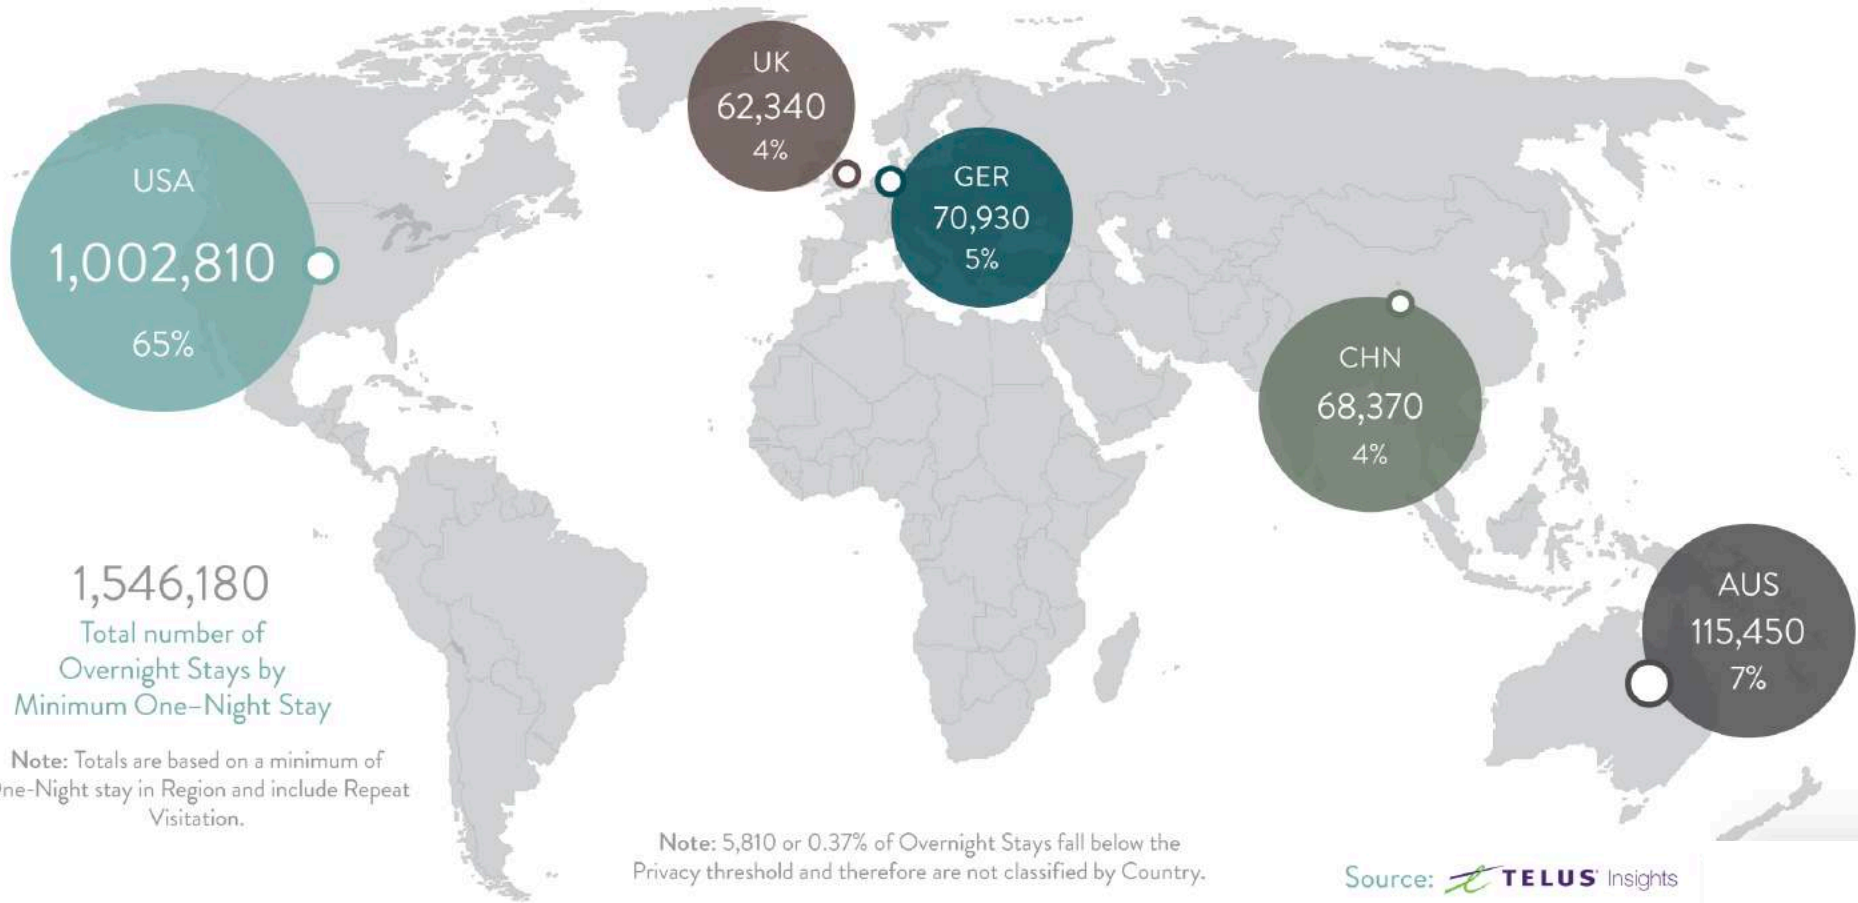 UK
62,340
4%
USA
1,002,810
65%
GER
70,930
5%
CHN
68,370
4%
AUS
115,450
7%
1,546,180
Total number of
Overnight Stays by
Minimum One-Night Stay
Note: Totals are based on a minimum of
ne-Night stay in Region and include Repeat
Visitation.
Note: 5,810 or 0.37% of Overnight Stays fall below the
Privacy threshold and therefore are not classified by Country.
Source: TELUS Insights